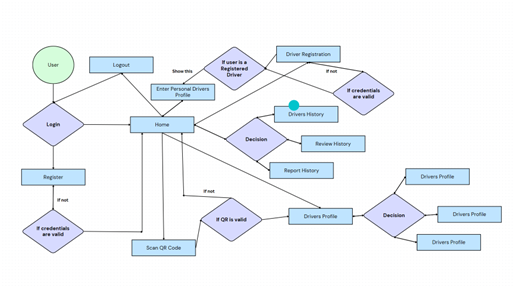 User
Logout
If user is a
Registered
Driver
Driver Registration
Show this
If not
Enter Personal Drivers
Profile
If credentials
are valid
Login
Home
Drivers History
Decision
Review History
Report History
Register
If not
If credentials
are valid
Scan QR Code
If not
If QR is valid
Drivers Profile
Decision
Drivers Profile
Drivers Profile
Drivers Profile